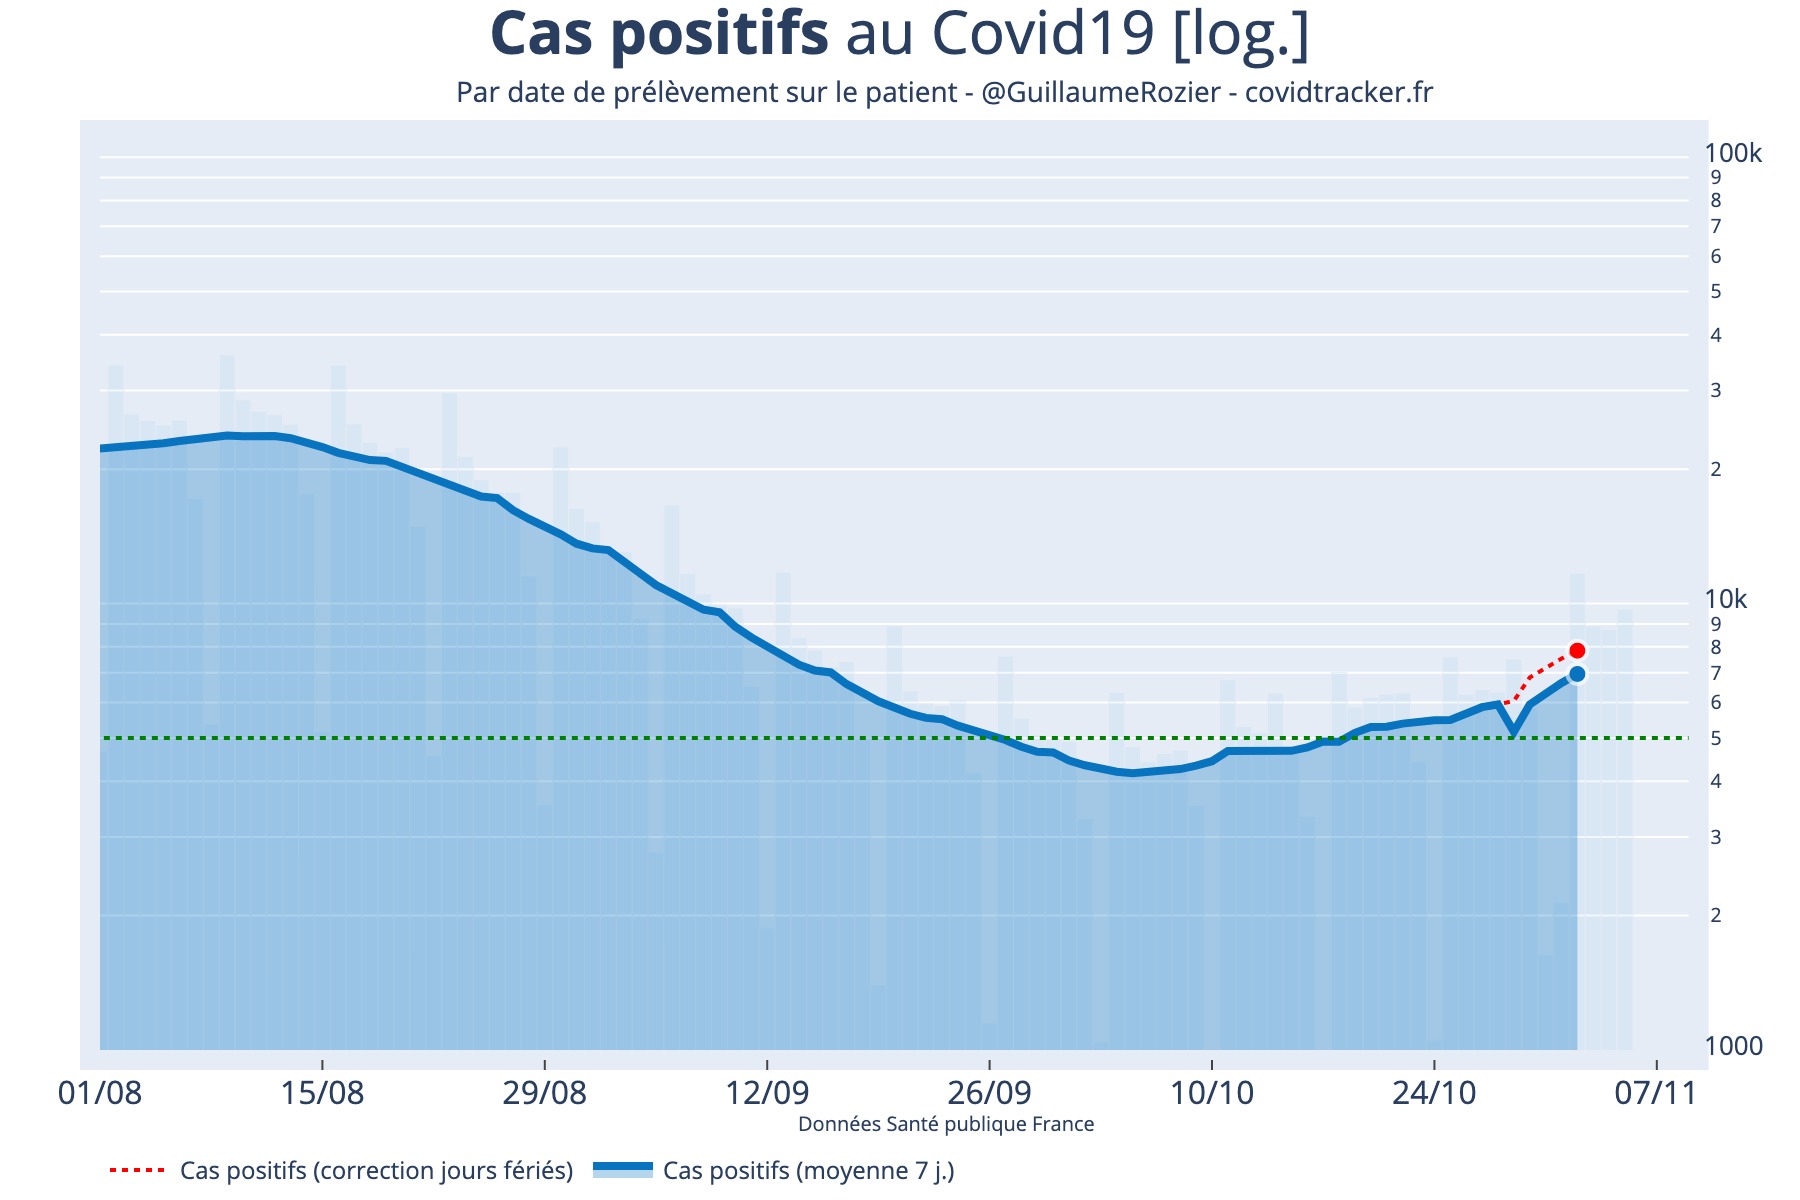 Cas positifs au Covid19 [log.]
Par date de prélèvement sur le patient - @GuillaumeRozier - covidtracker.fr
100k
9
8
7
6
5
4
3
2
10k
9
8
7
6
5
4
3
2
1000
01/08 15/08 29/08 12/09 26/09 10/10 24/10 07/11
Données Santé publique France
Cas positifs (correction jours fériés) Cas positifs (moyenne 7 j.)